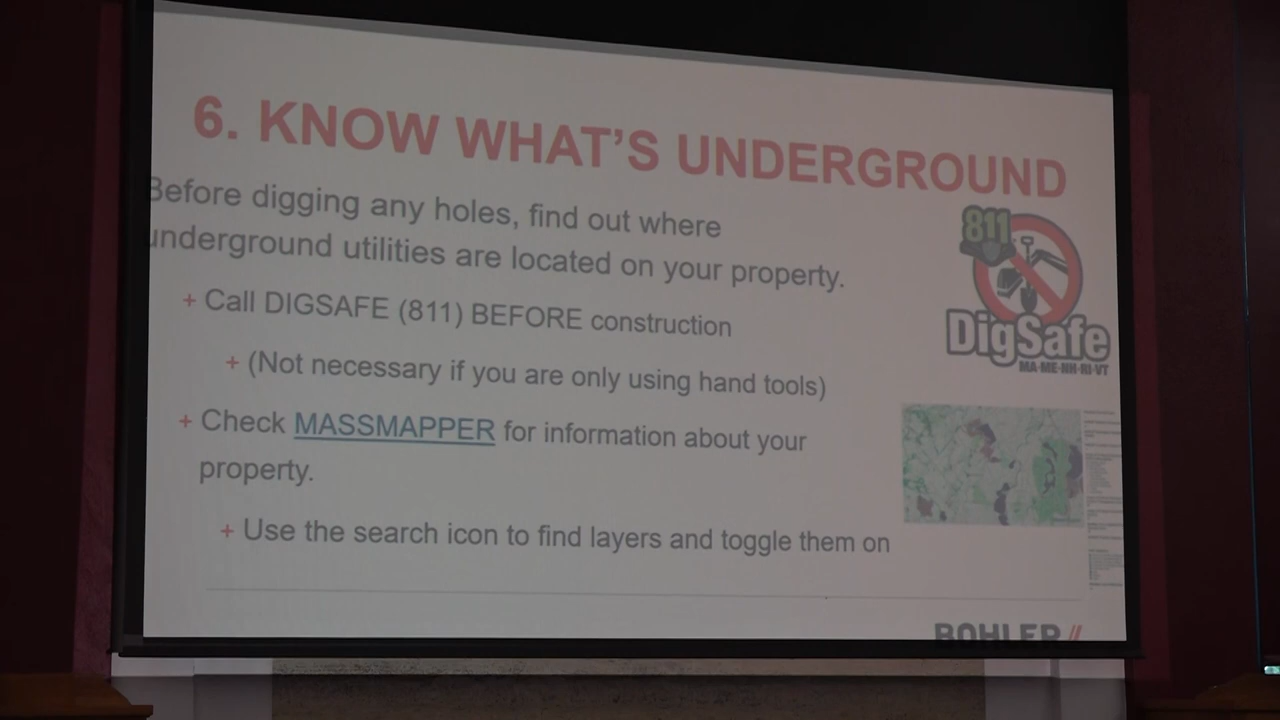 6. KNOW WHAT'S UNDERGROUND
Before digging any holes, find out where
underground utilities are located on your property.
811
+ Call DIGSAFE (811) BEFORE construction
DigSafe
MA·ME·NH·RI·VT
+ (Not necessary if you are only using hand tools)
+ Check MASSMAPPER for information about your
property.
+ Use the search icon to find layers and toggle them on
BOHLER//